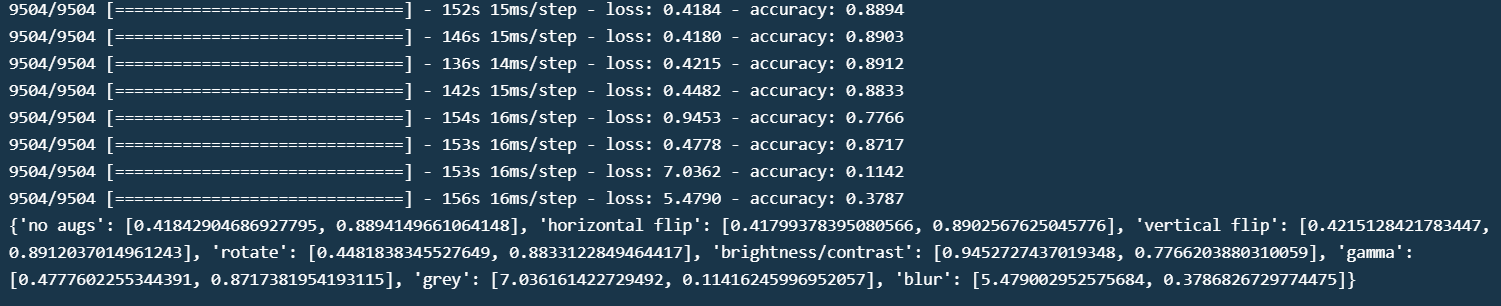 9504/9504 [==============================] - 152s 15ms/step - loss: 0.4184 - accuracy: 0.8894
9504/9504 [==============================] - 146s 15ms/step - loss: 0.4180 - accuracy: 0.8903
9504/9504 [==============================] - 136s 14ms/step - loss: 0.4215 - accuracy: 0.8912
9504/9504 [==============================] - 142s 15ms/step - loss: 0.4482 - accuracy: 0.8833
9504/9504 [==============================] - 154s 16ms/step - loss: 0.9453 - accuracy: 0.7766
9504/9504 [==============================] - 153s 16ms/step - loss: 0.4778 - accuracy: 0.8717
9504/9504 [==============================] - 153s 16ms/step - loss: 7.0362 - accuracy: 0.1142
9504/9504 [==============================] - 156s 16ms/step - loss: 5.4790 - accuracy: 0.3787
{'no augs': [0.41842904686927795, 0.8894149661064148], 'horizontal flip': [0.41799378395080566, 0.8902567625045776], 'vertical flip': [0.4215128421783447,
0.8912037014961243], 'rotate': [0.4481838345527649, 0.8833122849464417], 'brightness/contrast': [0.9452727437019348, 0.7766203880310059], 'gamma':
[0.4777602255344391, 0.8717381954193115], 'grey': [7.036161422729492, 0.11416245996952057], 'blur': [5.479002952575684, 0.3786826729774475]}